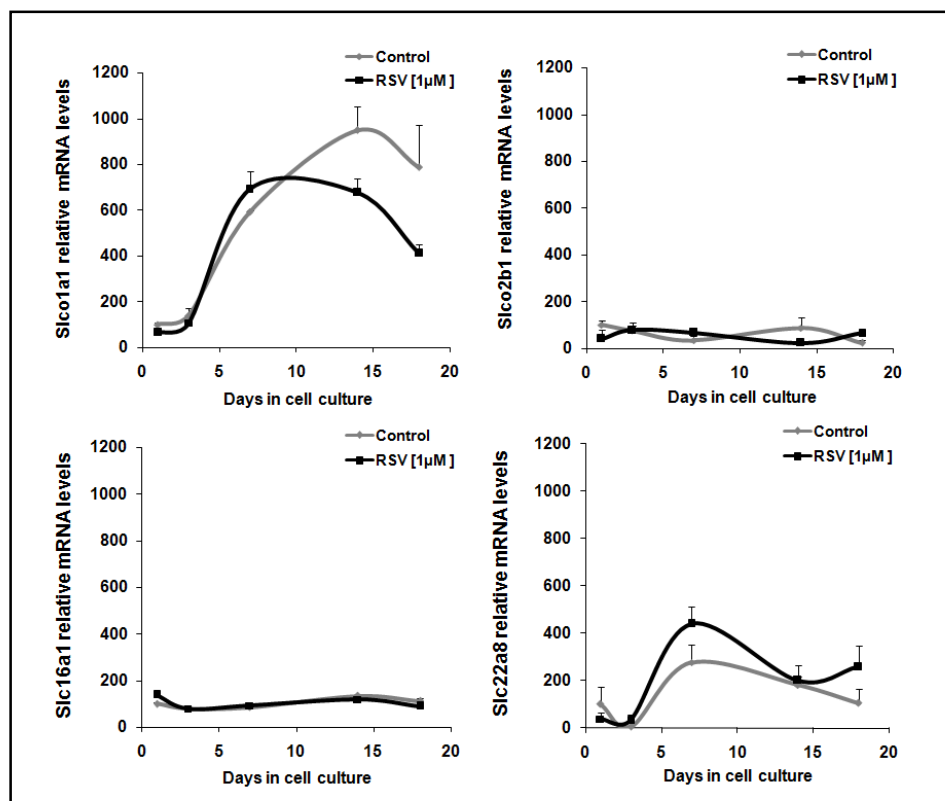 Control
RSV [1µM ]
1200
1000
800
600
400
200
0
Slco1a1 relative mRNA levels
0 5 10 15 20
Days in cell culture
Control
RSV [1µM ]
1200
1000
800
600
400
200
0
Slco2b1 relative mRNA levels
0 5 10 15 20
Days in cell culture
Control
RSV [1µM ]
1200
1000
800
600
400
200
0
Slc16a1 relative mRNA levels
0 5 10 15 20
Days in cell culture
Control
RSV [1µM ]
1200
1000
800
600
400
200
0
Slc22a8 relative mRNA levels
0 5 10 15 20
Days in cell culture